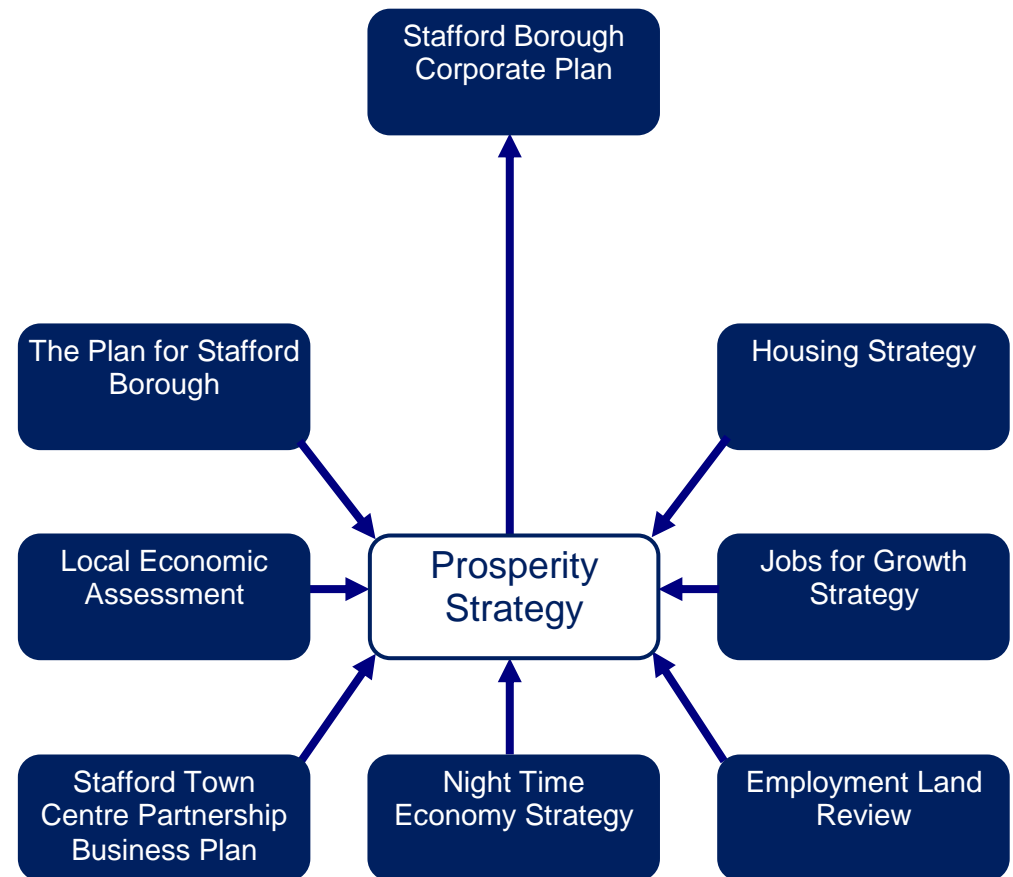 Stafford Borough
Corporate Plan
The Plan for Stafford
Borough
Housing Strategy
Local Economic
Assessment
Prosperity
Strategy
Jobs for Growth
Strategy
Stafford Town
Centre Partnership
Business Plan
Night Time
Economy Strategy
Employment Land
Review